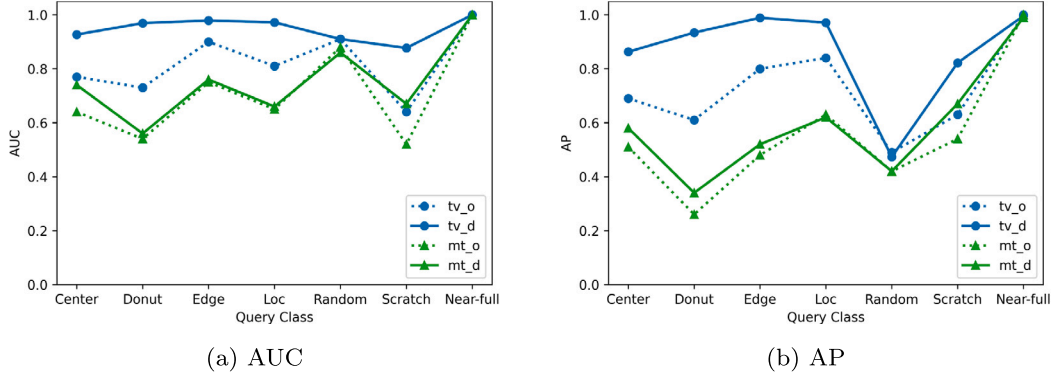 1.0
0.8
0.6
0.4
0.2
0.0
AUC
tv_o
tv_d
mt_o
mt_d
Center Donut Edge Loc Random Scratch Near-full
Query Class
(a) AUC
1.0
0.8
0.6
0.4
0.2
0.0
AP
tv_o
tv_d
mt_o
mt_d
Center Donut Edge Loc Random Scratch Near-full
Query Class
(b) AP